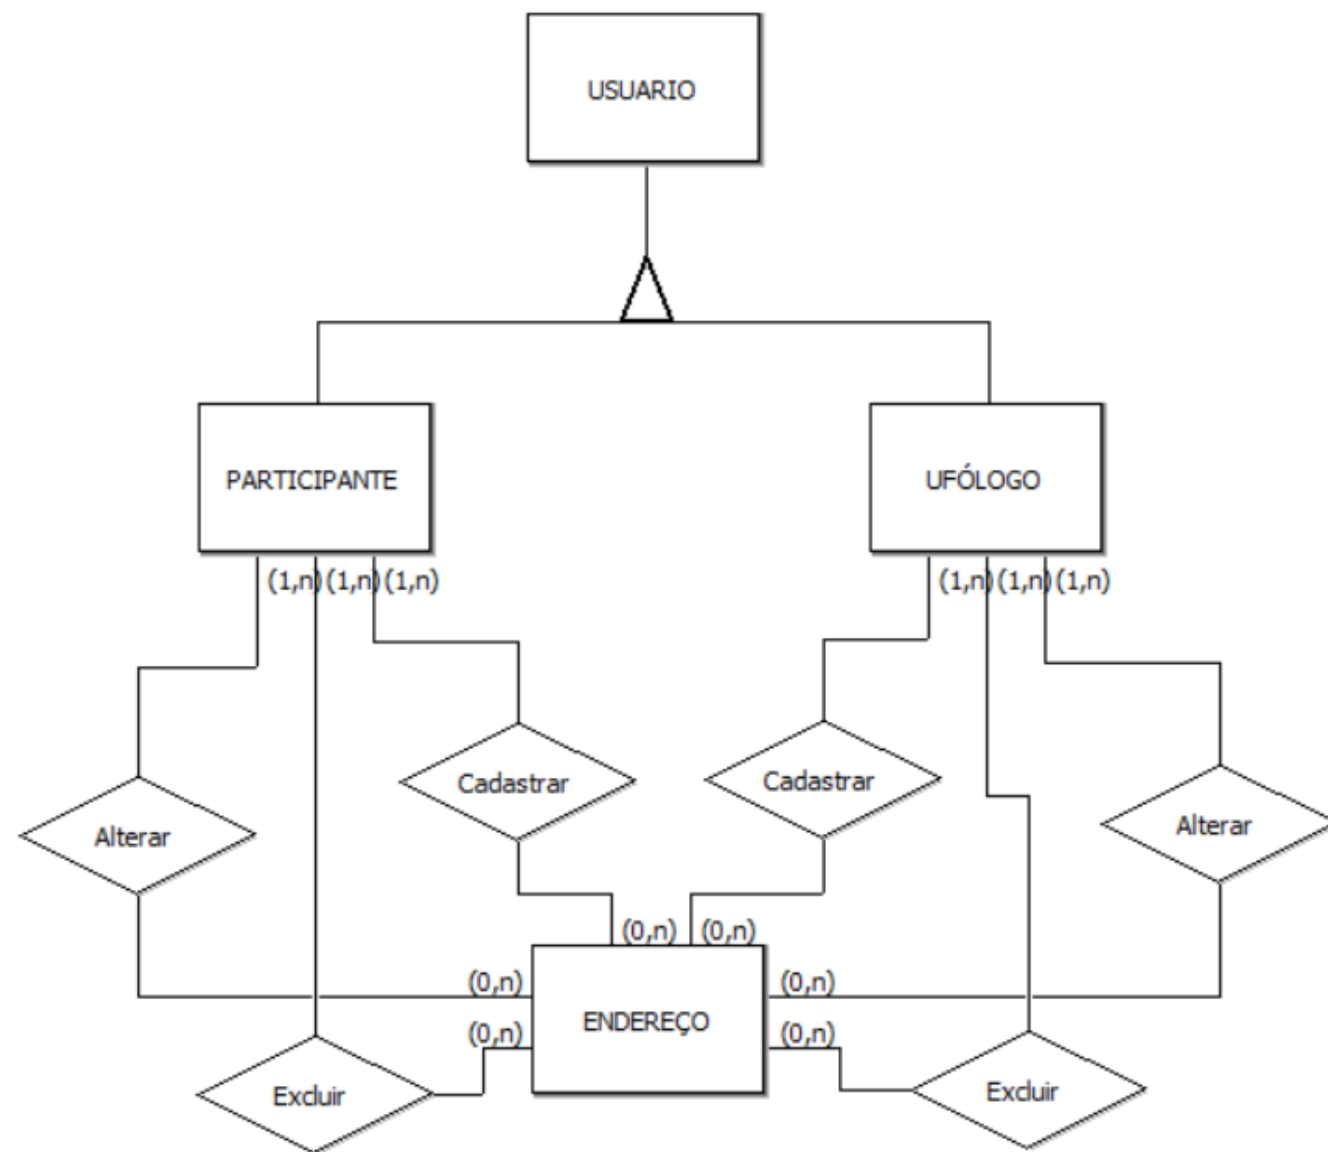 USUARIO
PARTICIPANTE
UFÓLOGO
(1,n) (1,n) (1,n)
(1,n) (1,n) (1,n)
Cadastrar
Cadastrar
Alterar
Alterar
(0,n) (0,n)
(0,n)
(0,n)
ENDEREÇO
(0,n)
(0,n)
Excluir
Excluir